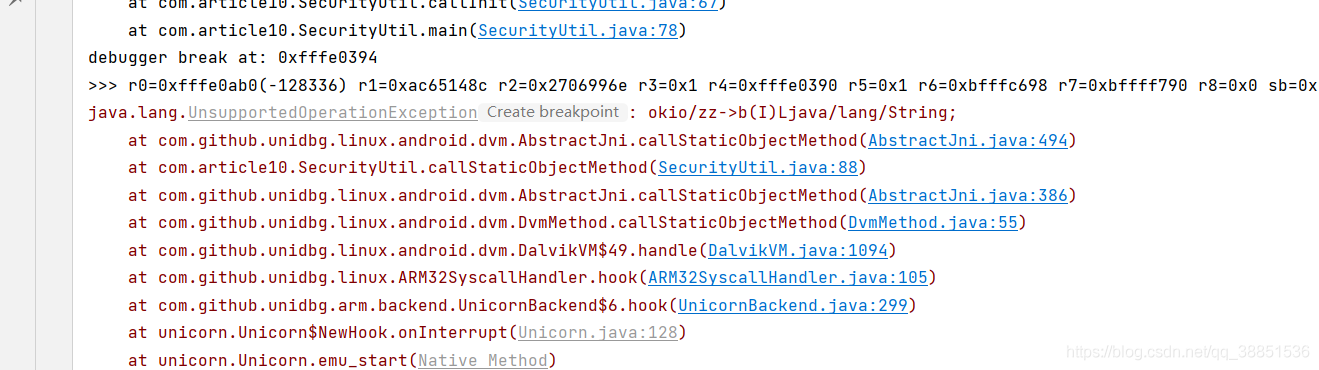 at com.article10.SecurityUtil.callInit(SecurityUtil.java:67)
at com.article10.SecurityUtil.main(SecurityUtil.java:78)
debugger break at: 0xfffe0394
>>> r0=0xfffe0ab0(-128336) r1=0xac65148c r2=0x2706996e r3=0x1 r4=0xfffe0390 r5=0x1 r6=0xbfffc698 r7=0xbffff790 r8=0x0 sb=0x
java.lang.UnsupportedOperationException Create breakpoint : okio/zz->b(I)Ljava/lang/String;
at com.github.unidbg.linux.android.dvm.AbstractJni.callStaticObjectMethod(AbstractJni.java:494)
at com.article10.SecurityUtil.callStaticObjectMethod(SecurityUtil.java:88)
at com.github.unidbg.linux.android.dvm.AbstractJni.callStaticObjectMethod(AbstractJni.java:386)
at com.github.unidbg.linux.android.dvm.DvmMethod.callStaticObjectMethod(DvmMethod.java:55)
at com.github.unidbg.linux.android.dvm.DalvikVM$49.handle(DalvikVM.java:1094)
at com.github.unidbg.linux.ARM32SyscallHandler.hook(ARM32SyscallHandler.java:105)
at com.github.unidbg.arm.backend.UnicornBackend$6.hook(UnicornBackend.java:299)
at unicorn.Unicorn$NewHook.onInterrupt(Unicorn.java:128)
at unicorn.Unicorn.emu_start(Native Method)
https://blog.csdn.net/qq_38851536